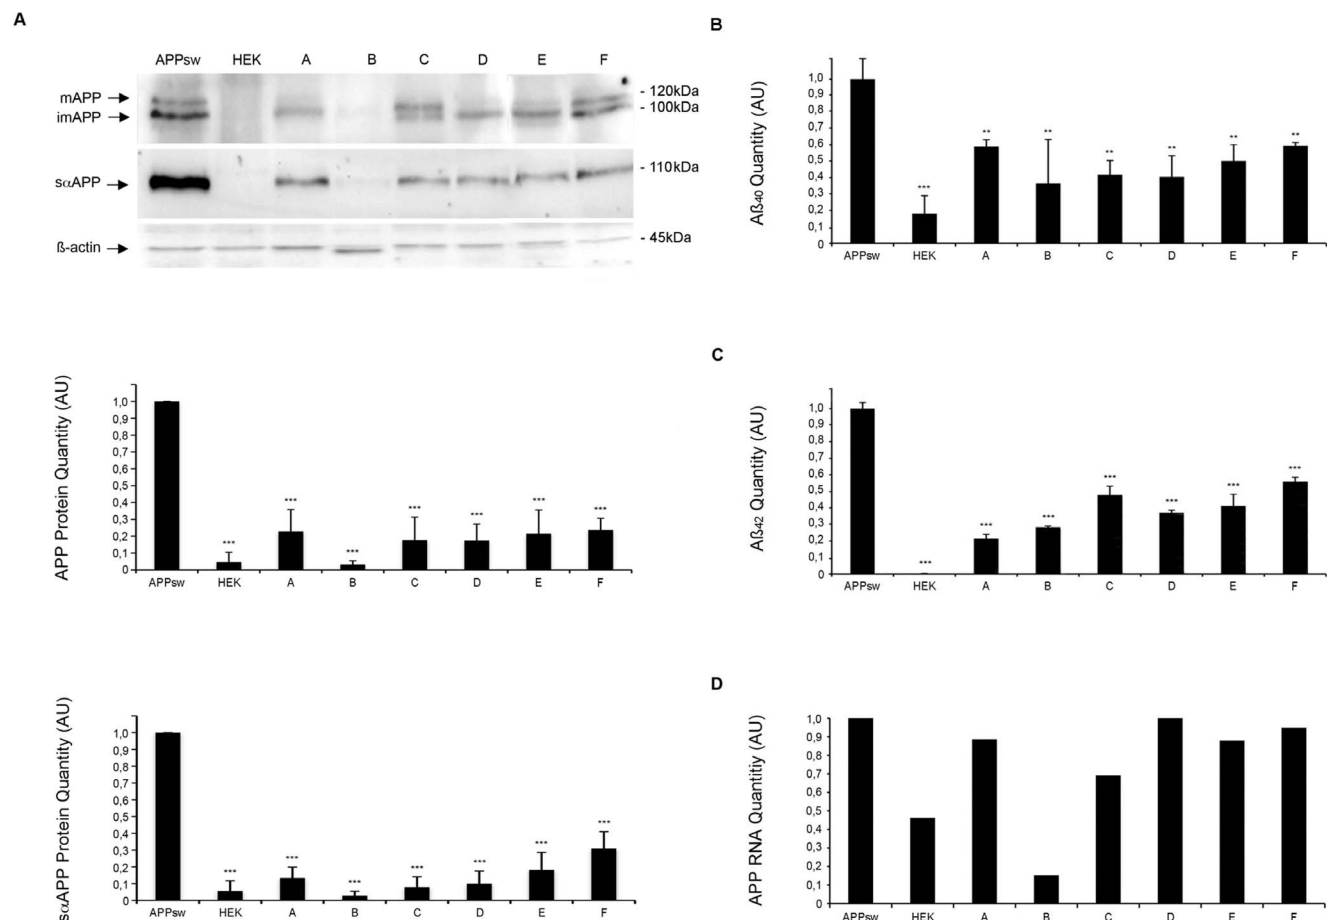 A
APPsw HEK A B C D E F
mAPP
imAPP
- 120kDa
- 100kDa
sαAPP
- 110kDa
ß-actin
- 45kDa
APP Protein Quantity (AU)
1,0
0,9
0,8
0,7
0,6
0,5
0,4
0,3
0,2
0,1
0
*** *** *** *** *** *** ***
APPsw HEK A B C D E F
sαAPP Protein Quantity (AU)
1,0
0,9
0,8
0,7
0,6
0,5
0,4
0,3
0,2
0,1
0
*** *** *** *** *** *** ***
APPsw HEK A B C D E F
B
Aß40 Quantity (AU)
1,0
0,9
0,8
0,7
0,6
0,5
0,4
0,3
0,2
0,1
0
*** ** ** ** ** ** **
APPsw HEK A B C D E F
C
Aß42 Quantity (AU)
1,0
0,9
0,8
0,7
0,6
0,5
0,4
0,3
0,2
0,1
0
*** *** *** *** *** *** ***
APPsw HEK A B C D E F
D
APP RNA Quantitiy (AU)
1,0
0,9
0,8
0,7
0,6
0,5
0,4
0,3
0,2
0,1
0
APPsw HEK A B C D E F